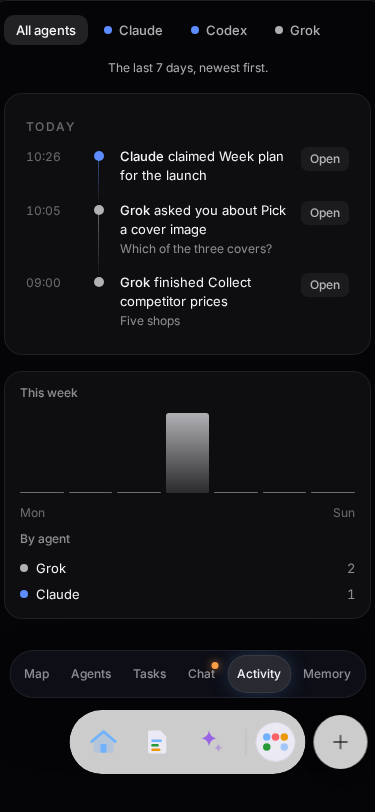 All agents
Claude
Codex
Grok
The last 7 days, newest first.
TODAY
10:26
Claude claimed Week plan
for the launch
Open
10:05
Grok asked you about Pick
a cover image
Which of the three covers?
Open
09:00
Grok finished Collect
competitor prices
Five shops
Open
This week
Mon
Sun
By agent
Grok
2
Claude
1
Map
Agents
Tasks
Chat
Activity
Memory